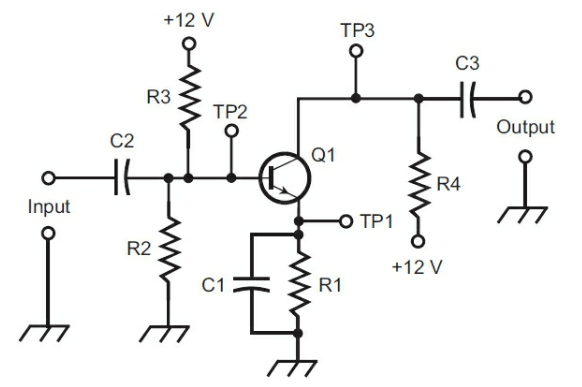 +12 V
TP3
R3
TP2
C3
C2
Q1
Output
R4
Input
TP1
R2
+12 V
C1
R1